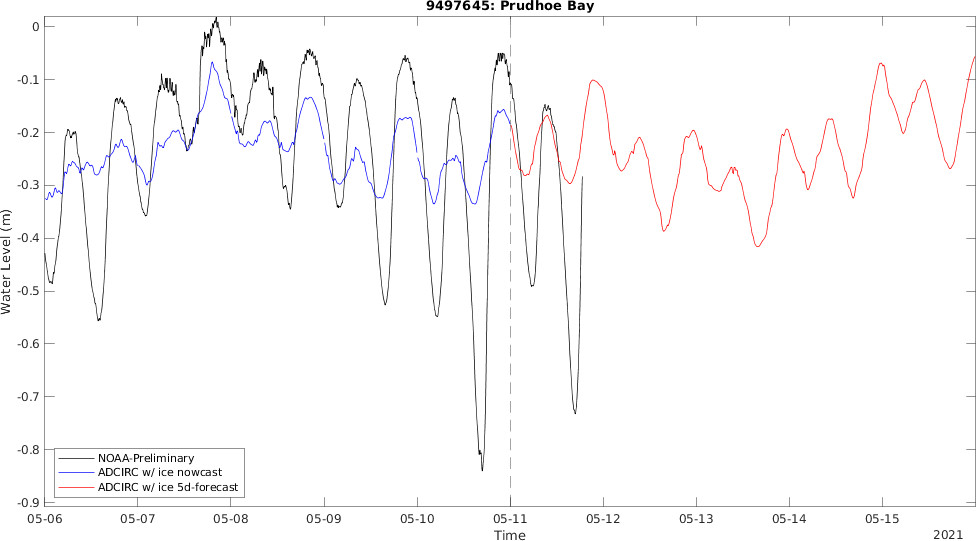 9497645: Prudhoe Bay
0
-0.1
-0.2
-0.3
-0.4
-0.5
-0.6
-0.7
-0.8
-0.9
Water Level (m)
NOAA-Preliminary
ADCIRC w/ ice nowcast
ADCIRC w/ ice 5d-forecast
05-06 05-07 05-08 05-09 05-10 05-11 05-12 05-13 05-14 05-15
Time
2021